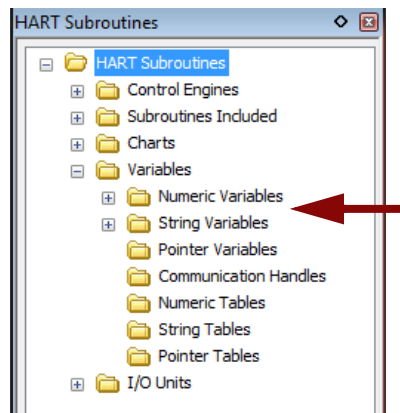 HART Subroutines
HART Subroutines
Control Engines
Subroutines Included
Charts
Variables
Numeric Variables
String Variables
Pointer Variables
Communication Handles
Numeric Tables
String Tables
Pointer Tables
I/O Units